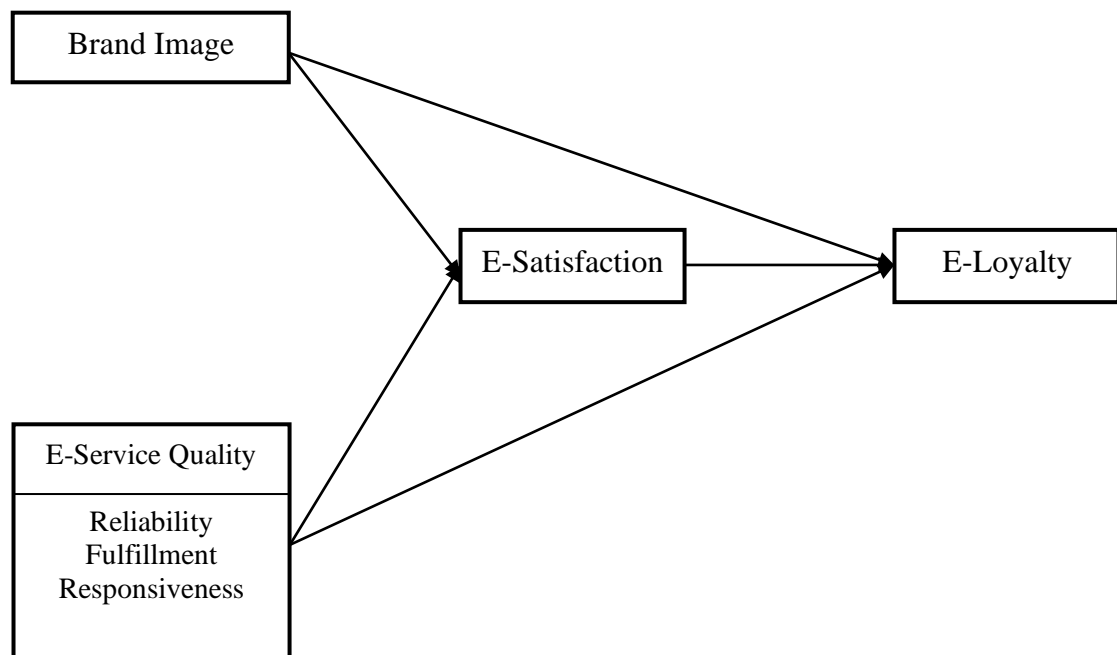 Brand Image
E-Satisfaction
E-Loyalty
E-Service Quality
Reliability
Fulfillment
Responsiveness